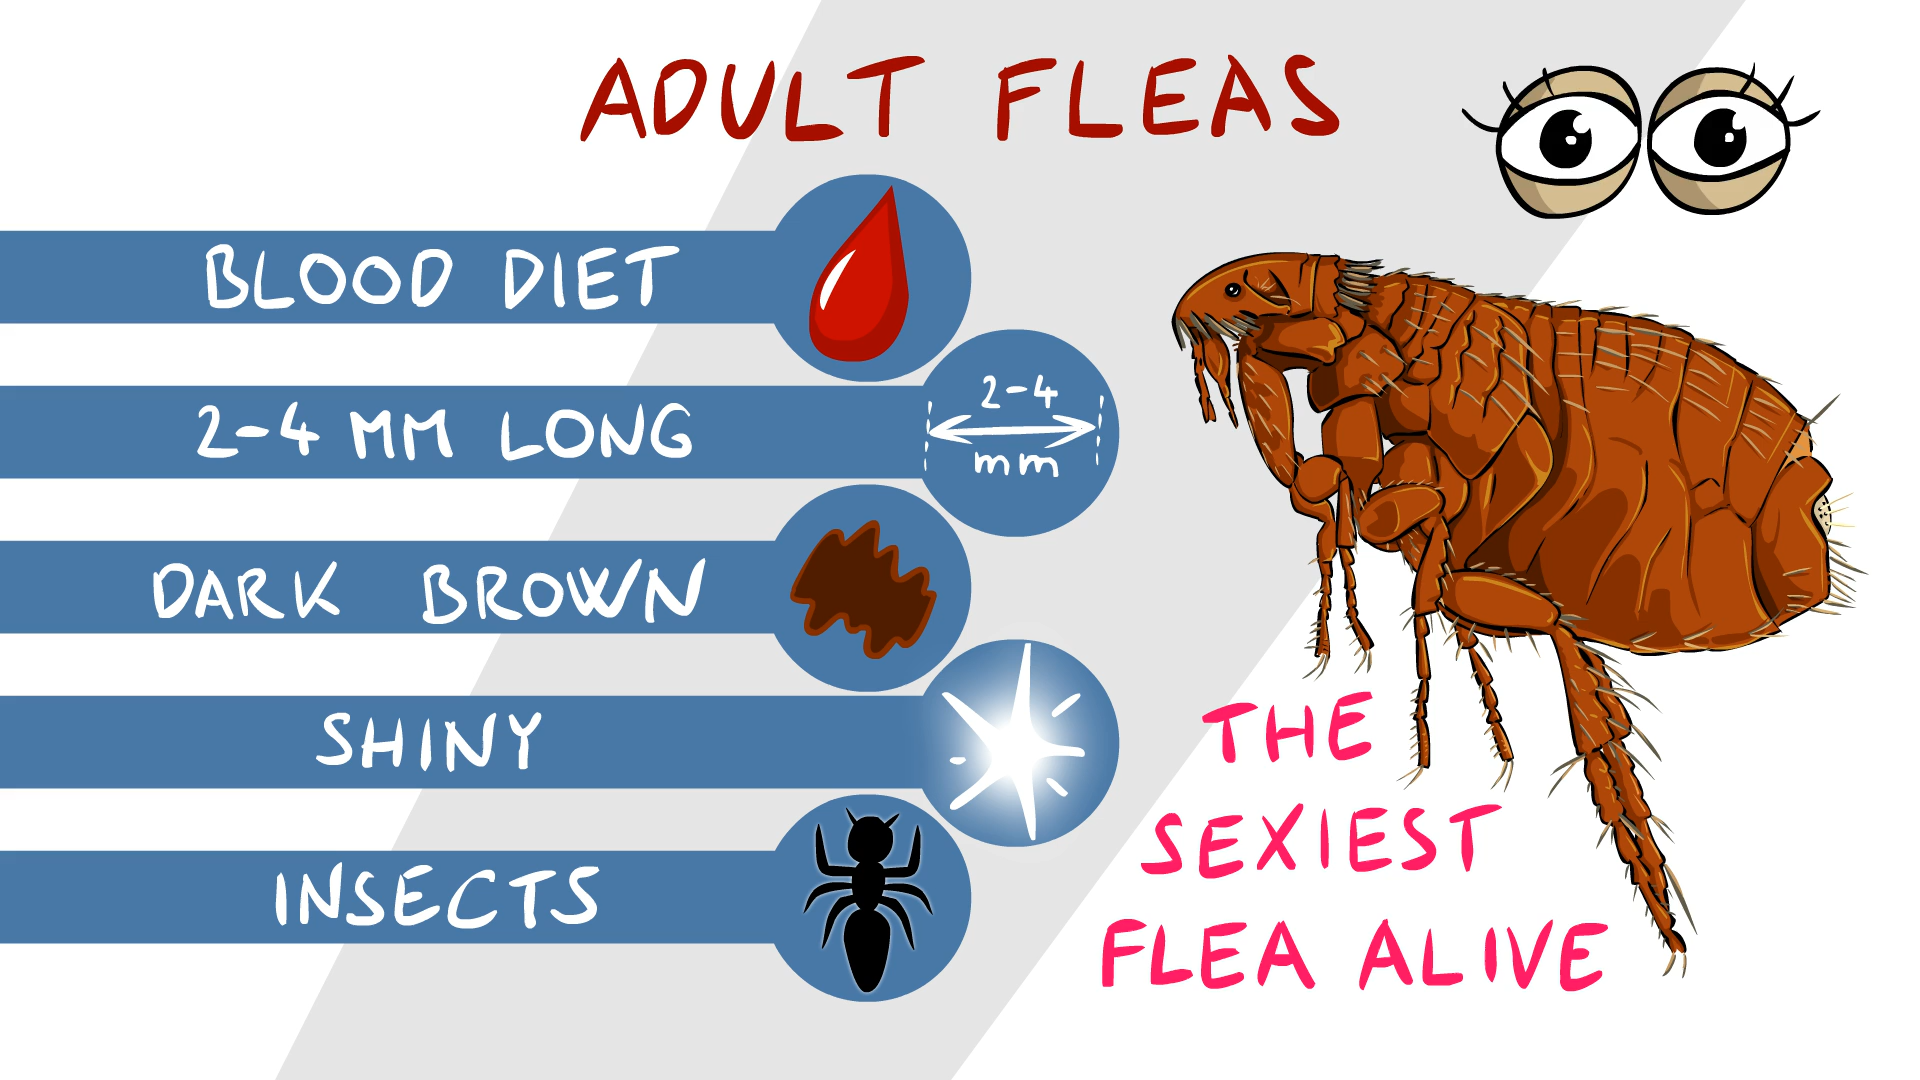 ADULT FLEAS
BLOOD DIET
2-4 MM LONG
2-4
mm
DARK BROWN
SHINY
INSECTS
THE
SEXIEST
FLEA ALIVE